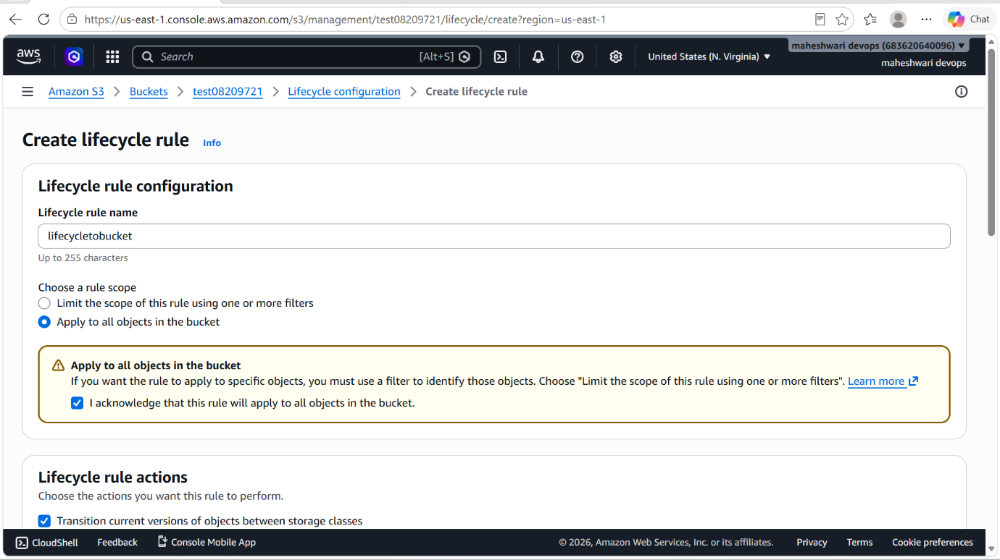 https://us-east-1.console.aws.amazon.com/s3/management/test08209721/lifecycle/create?region=us-east-1
Chat
aws
Search
[Alt+S]
United States (N. Virginia)
maheshwari devops (683620640096)
maheshwari devops
Amazon S3 > Buckets > test08209721 > Lifecycle configuration > Create lifecycle rule
Create lifecycle rule Info
Lifecycle rule configuration
Lifecycle rule name
lifecycletobucket
Up to 255 characters
Choose a rule scope
Limit the scope of this rule using one or more filters
Apply to all objects in the bucket
Apply to all objects in the bucket
If you want the rule to apply to specific objects, you must use a filter to identify those objects. Choose "Limit the scope of this rule using one or more filters". Learn more
I acknowledge that this rule will apply to all objects in the bucket.
Lifecycle rule actions
Choose the actions you want this rule to perform.
Transition current versions of objects between storage classes
CloudShell Feedback Console Mobile App © 2026, Amazon Web Services, Inc. or its affiliates. Privacy Terms Cookie preferences